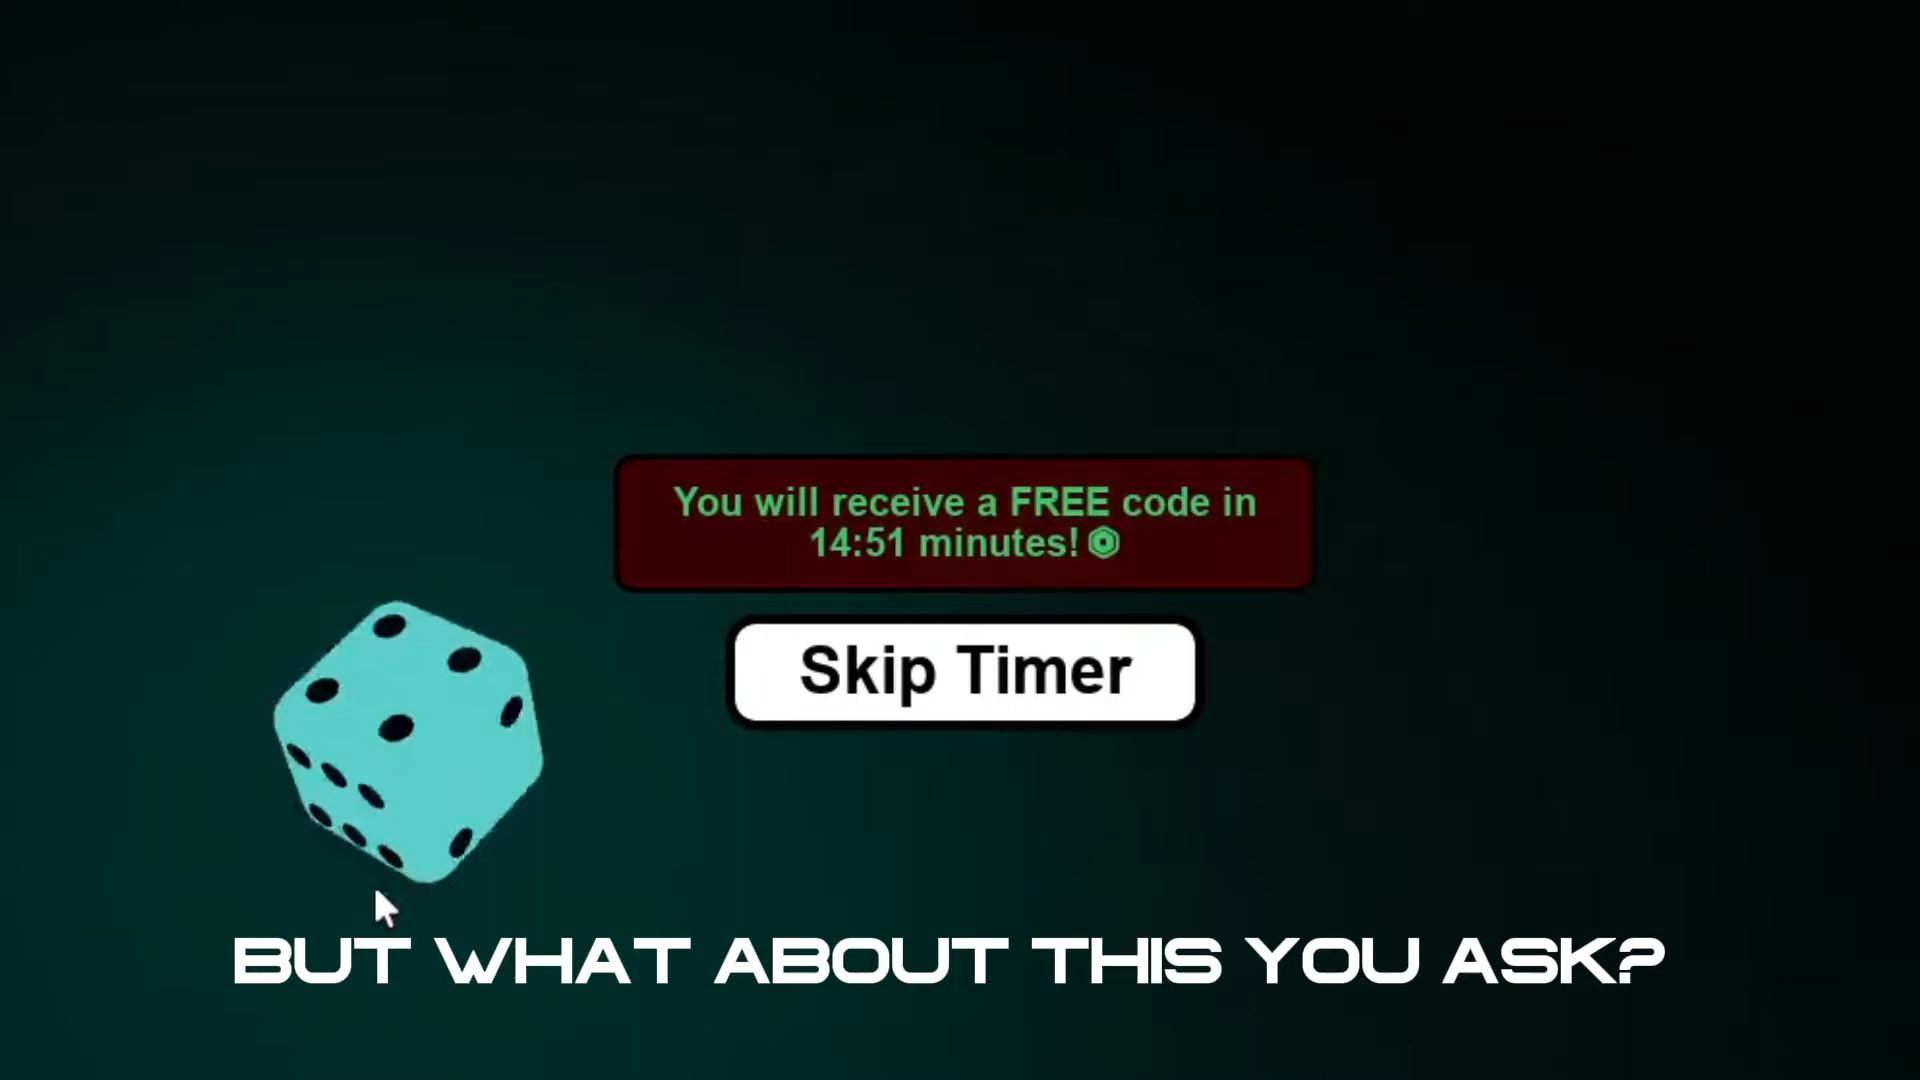 You will receive a FREE code in
14:51 minutes!
Skip Timer
BUT WHAT ABOUT THIS YOU ASK?